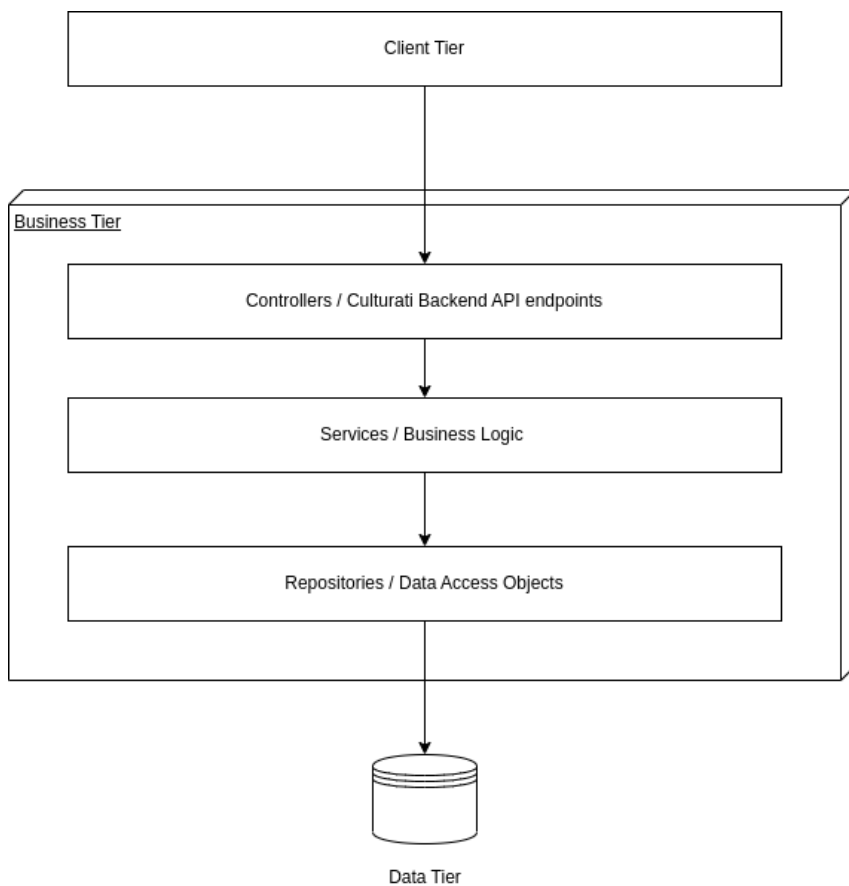 Client Tier
Business Tier
Controllers / Culturati Backend API endpoints
Services / Business Logic
Repositories / Data Access Objects
Data Tier